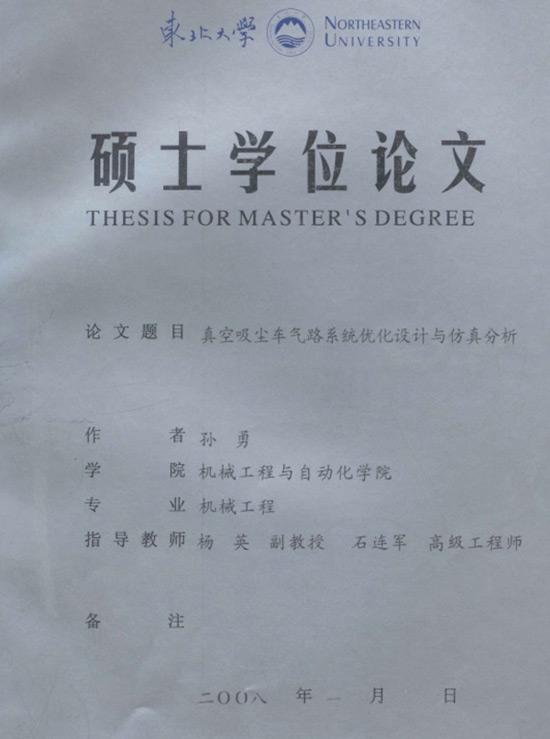 東北大學 NORTHEASTERN
UNIVERSITY
硕士学位论文
THESIS FOR MASTER'S DEGREE
论文题目 真空吸尘车气路系统优化设计与仿真分析
作者 孙勇
学院 机械工程与自动化学院
专业 机械工程
指导教师 杨英 副教授 石连军 高级工程师
备注
二〇〇八 年 一 月 日